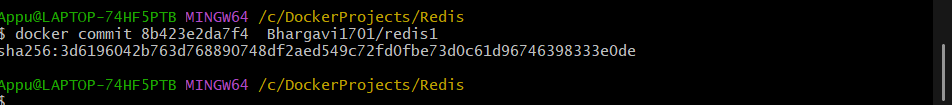 Appu@LAPTOP-74HF5PTB MINGW64 /c/DockerProjects/Redis
$ docker commit 8b423e2da7f4  Bhargavi1701/redis1
sha256:3d6196042b763d768890748df2aed549c72fd0fbe73d0c61d96746398333e0de
Appu@LAPTOP-74HF5PTB MINGW64 /c/DockerProjects/Redis
$